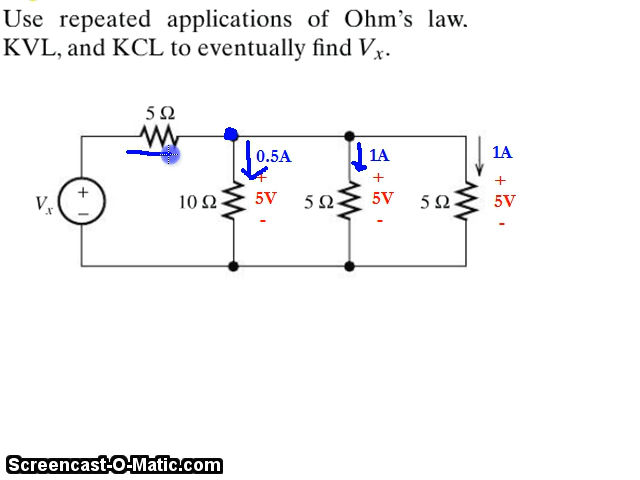 Use repeated applications of Ohm's law.
KVL, and KCL to eventually find Vx.
5 Ω
0.5A
1A
1A
+
+
+
+
Vx
10 Ω
5V
5 Ω
5V
5 Ω
5V
−
-
-
-
Screencast-O-Matic.com